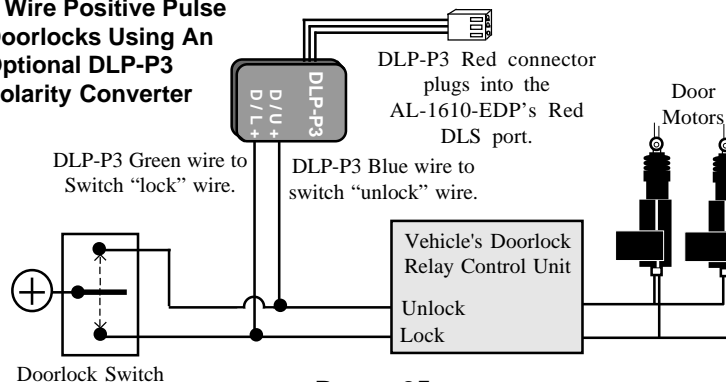 Wire Positive Pulse
Doorlocks Using An
Optional DLP-P3
Polarity Converter
DLP-P3
D/U+
D/L+
DLP-P3 Red connector
plugs into the
AL-1610-EDP's Red
DLS port.
Door
Motors
DLP-P3 Green wire to
Switch “lock” wire.
DLP-P3 Blue wire to
switch “unlock” wire.
Vehicle's Doorlock
Relay Control Unit
Unlock
Lock
Doorlock Switch